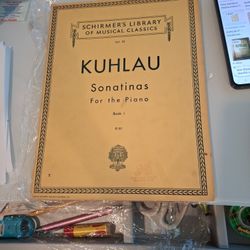 SCHIRMER'S LIBRARY
OF MUSICAL CLASSICS
KUHLAU
Sonatinas
For the Piano
Book I